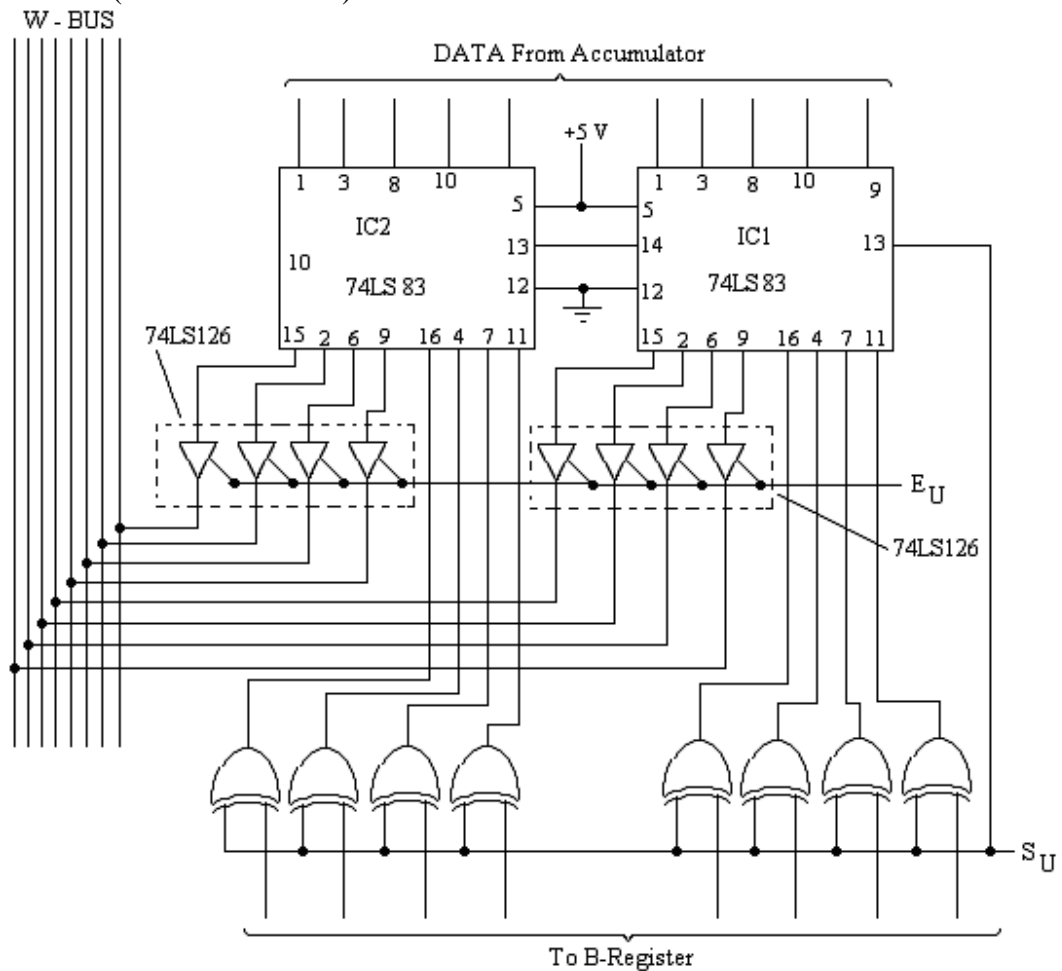 W - BUS
DATA From Accumulator
+5 V
1 3 8 10
5
IC2
13
10
74LS 83
12
15 2 6 9 16 4 7 11
1 3 8 10 9
5
IC1
14
13
12
74LS 83
15 2 6 9 16 4 7 11
74LS126
E U
74LS126
S U
To B-Register